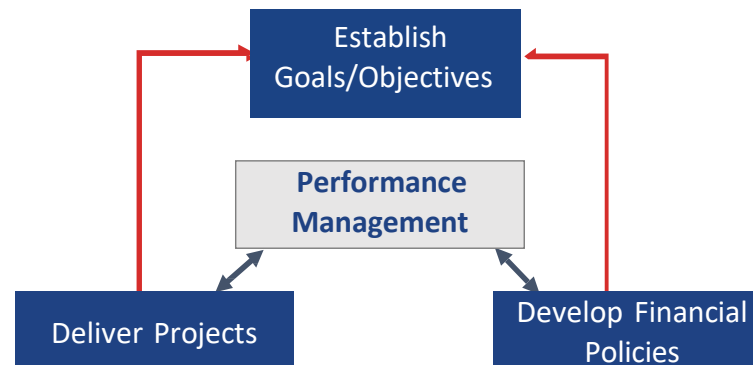 Establish
Goals/Objectives
Performance
Management
Deliver Projects
Develop Financial
Policies